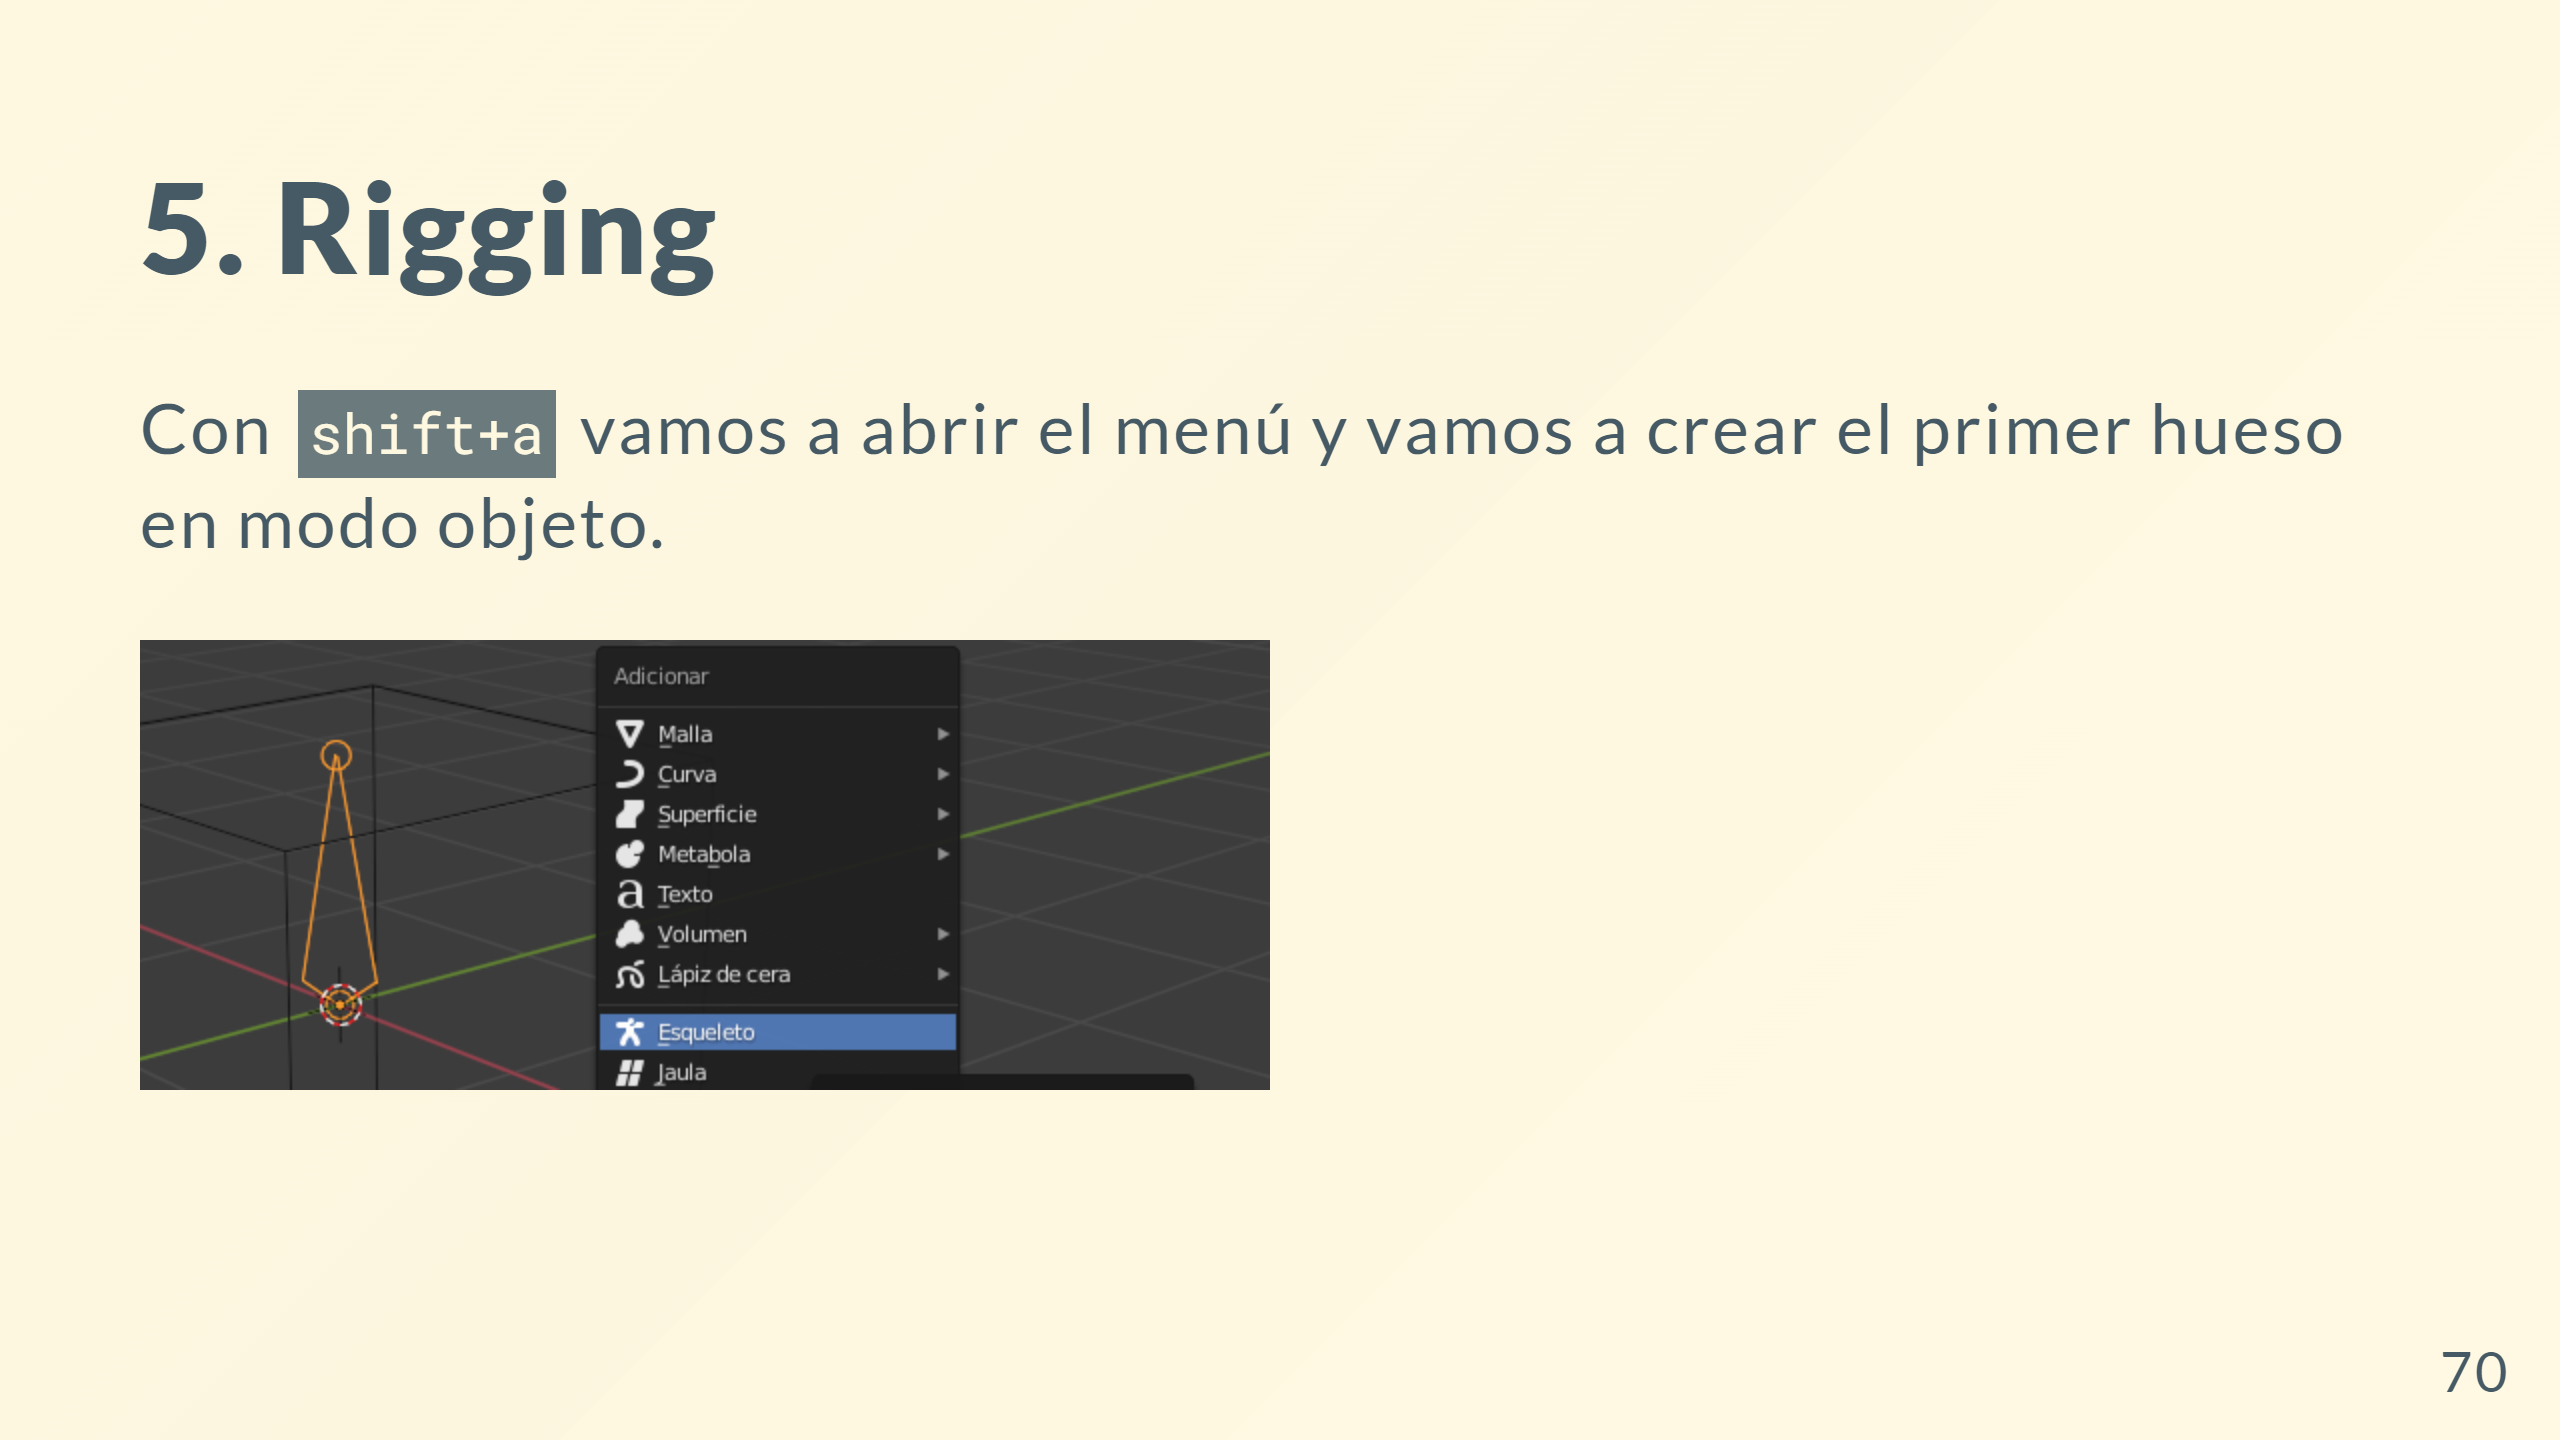 5. Rigging
Con shift+a vamos a abrir el menú y vamos a crear el primer hueso
en modo objeto.
Adicionar
Malla
Curva
Superficie
Metabola
Texto
Volumen
Lápiz de cera
Esqueleto
Jaula
70